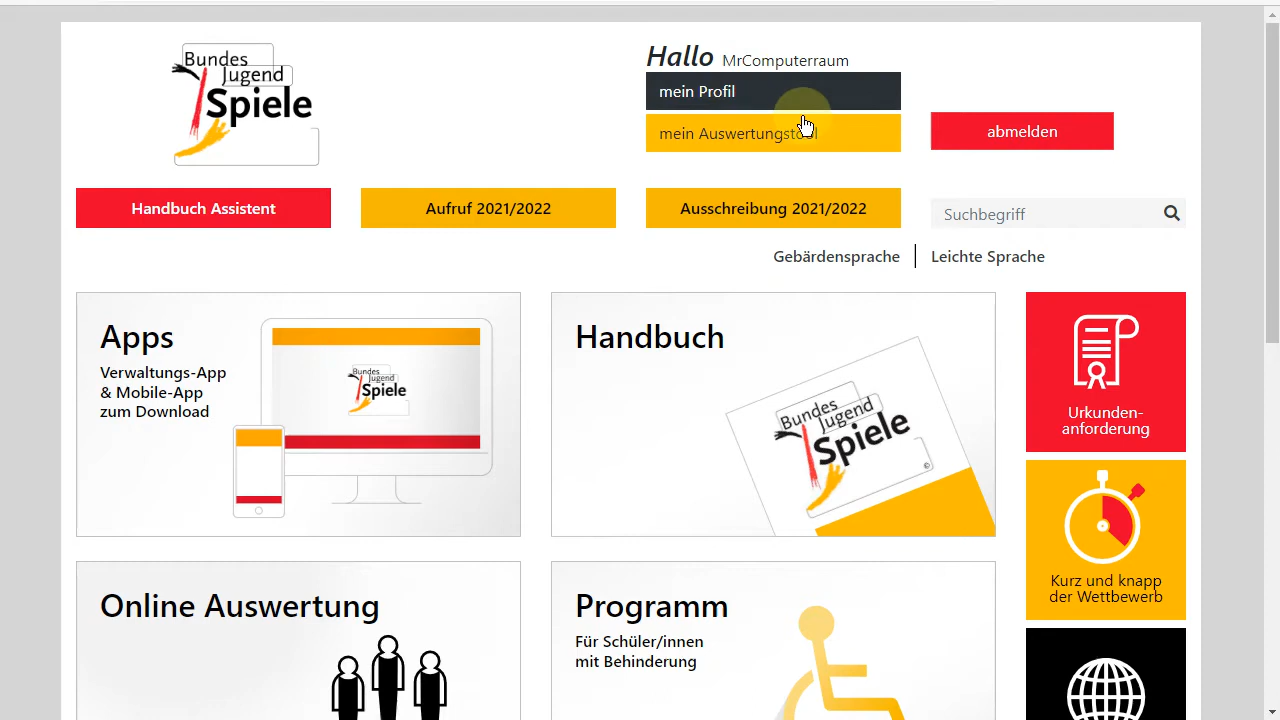 Bundes
Jugend
Spiele
Hallo MrComputerraum
mein Profil
mein Auswertungstool
abmelden
Handbuch Assistent
Aufruf 2021/2022
Ausschreibung 2021/2022
Suchbegriff
Gebärdensprache
Leichte Sprache
Apps
Verwaltungs-App
& Mobile-App
zum Download
Bundes
Jugend
Spiele
Handbuch
Bundes
Jugend
Spiele
©
Urkunden-
anforderung
Kurz und knapp
der Wettbewerb
Online Auswertung
Programm
Für Schüler/innen
mit Behinderung